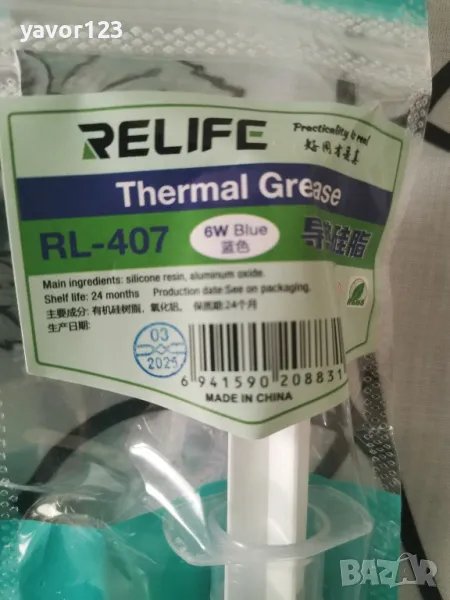 yavor123
RELIFE
Practicality is real
好用才是真
Thermal Grease
RL-407
6W Blue
蓝色
导热硅脂
Main ingredients: silicone resin, aluminum oxide.
Shelf life: 24 months Production date:See on packaging.
主要成分: 有机硅树脂, 氧化铝。 保质期:24个月
生产日期:
03
2025
6 941590 208831
MADE IN CHINA
BAZAR